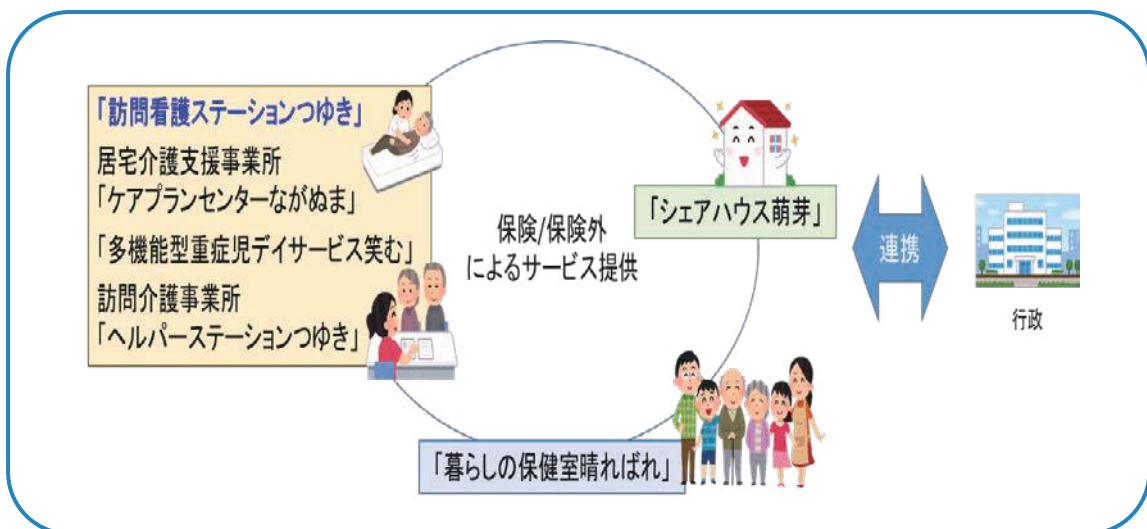 「訪問看護ステーションつゆき」
居宅介護支援事業所
「ケアプランセンターながぬま」
「多機能型重症児デイサービス笑む」
訪問介護事業所
「ヘルパーステーションつゆき」
保険/保険外
によるサービス提供
「シェアハウス萌芽」
連携
行政
「暮らしの保健室晴ればれ」